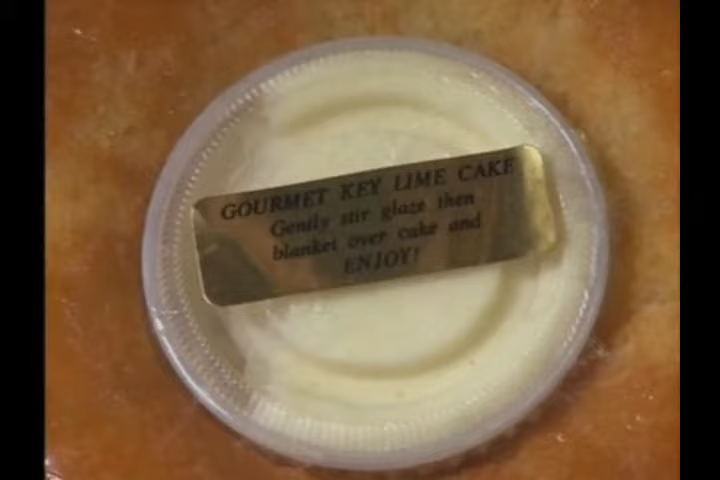 GOURMET KEY LIME CAKE
Gently stir glaze then
blanket over cake and
ENJOY!